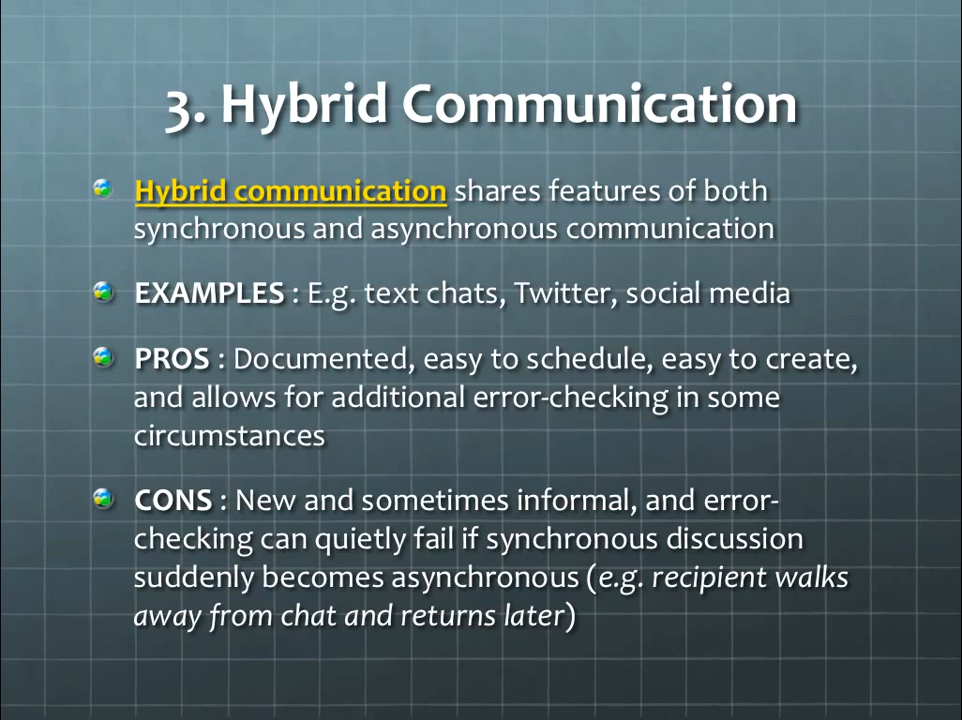 3. Hybrid Communication
Hybrid communication shares features of both
synchronous and asynchronous communication
EXAMPLES : E.g. text chats, Twitter, social media
PROS : Documented, easy to schedule, easy to create,
and allows for additional error-checking in some
circumstances
CONS : New and sometimes informal, and error-
checking can quietly fail if synchronous discussion
suddenly becomes asynchronous (e.g. recipient walks
away from chat and returns later)